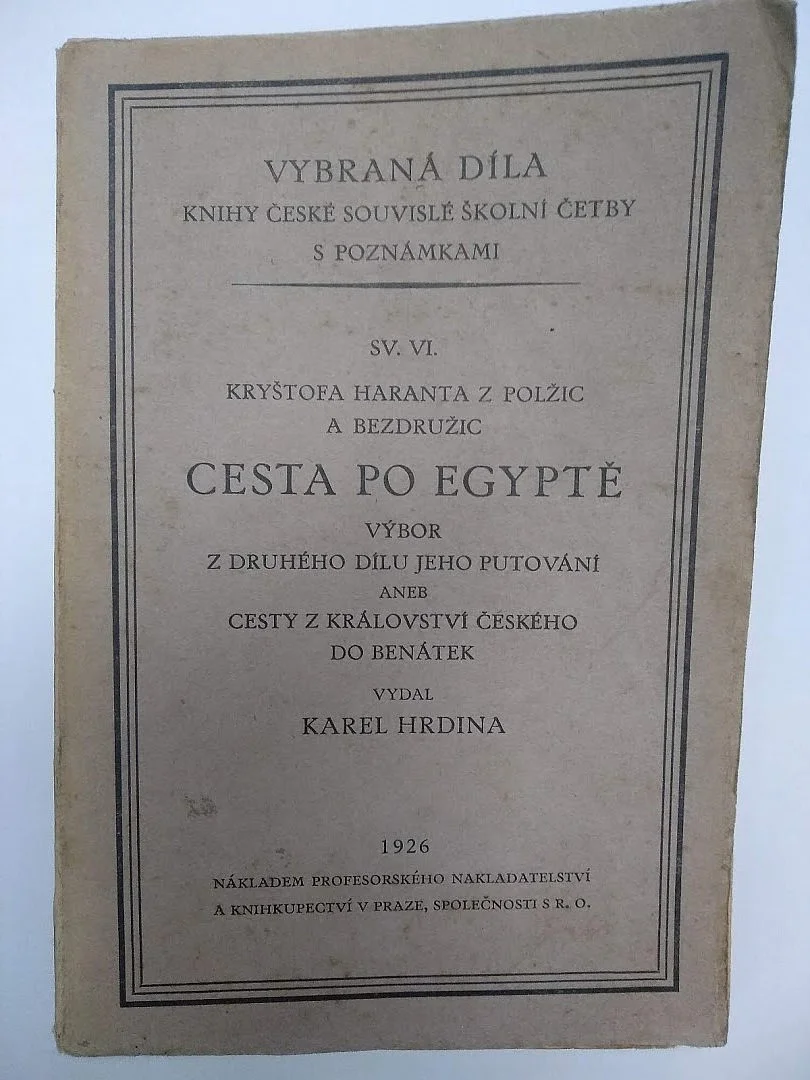 VYBRANÁ DÍLA
KNIHY ČESKÉ SOUVISLÉ ŠKOLNÍ ČETBY
S POZNÁMKAMI
SV. VI.
KRYŠTOFA HARANTA Z POLŽIC
A BEZDRUŽIC
CESTA PO EGYPTĚ
VÝBOR
Z DRUHÉHO DÍLU JEHO PUTOVÁNÍ
ANEB
CESTY Z KRÁLOVSTVÍ ČESKÉHO
DO BENÁTEK
VYDAL
KAREL HRDINA
1926
NÁKLADEM PROFESORSKÉHO NAKLADATELSTVÍ
A KNIHKUPECTVÍ V PRAZE, SPOLEČNOSTI S R. O.